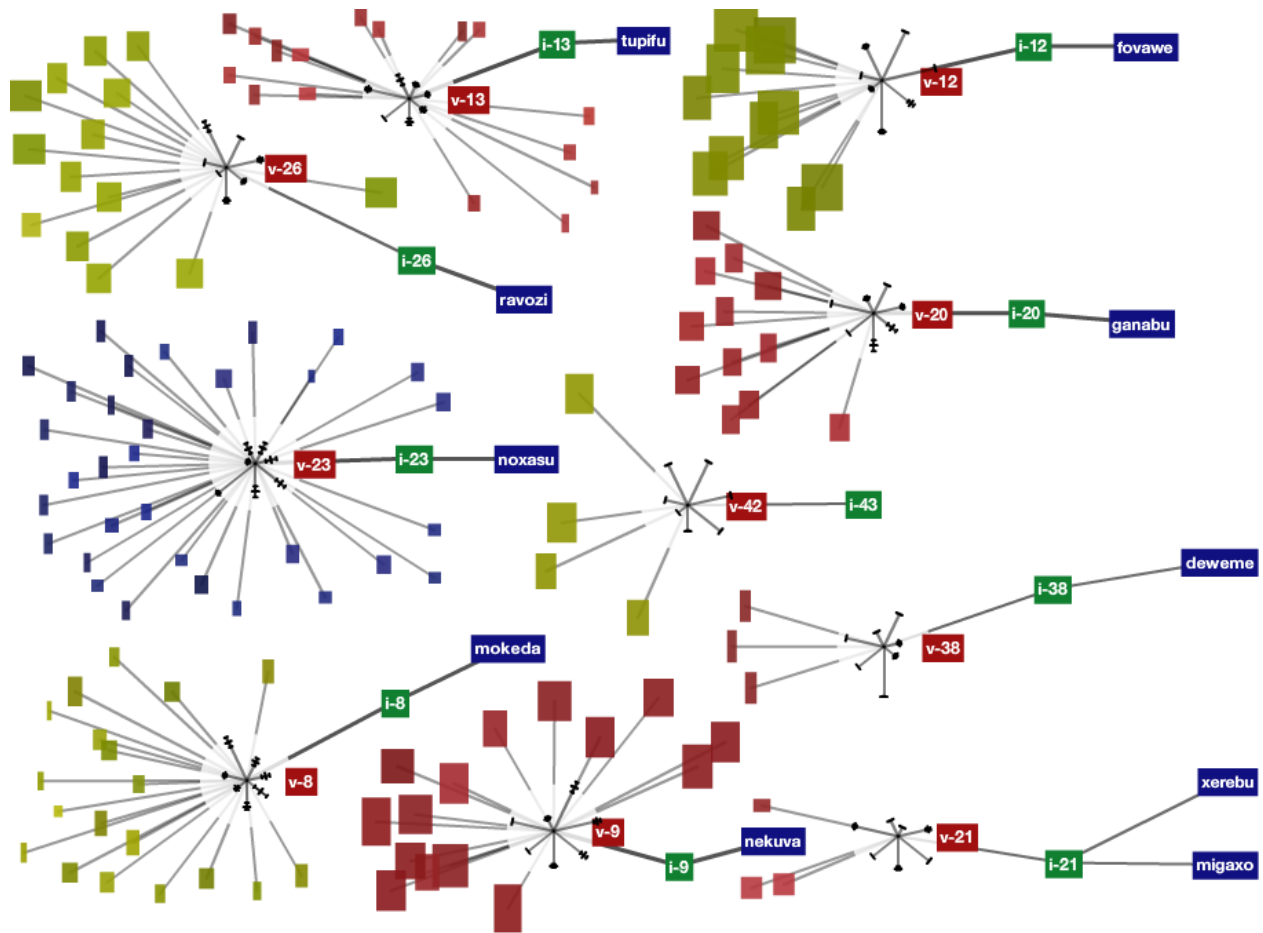 i-13 tupifu
v-13
i-12 fovawe
v-12
v-26
i-26
ravozi
v-20 i-20 ganabu
v-23 i-23 noxasu
v-42 i-43
deweme
i-38
v-38
mokeda
i-8
v-8
v-9 nekuva
i-9
xerebu
v-21
i-21 migaxo